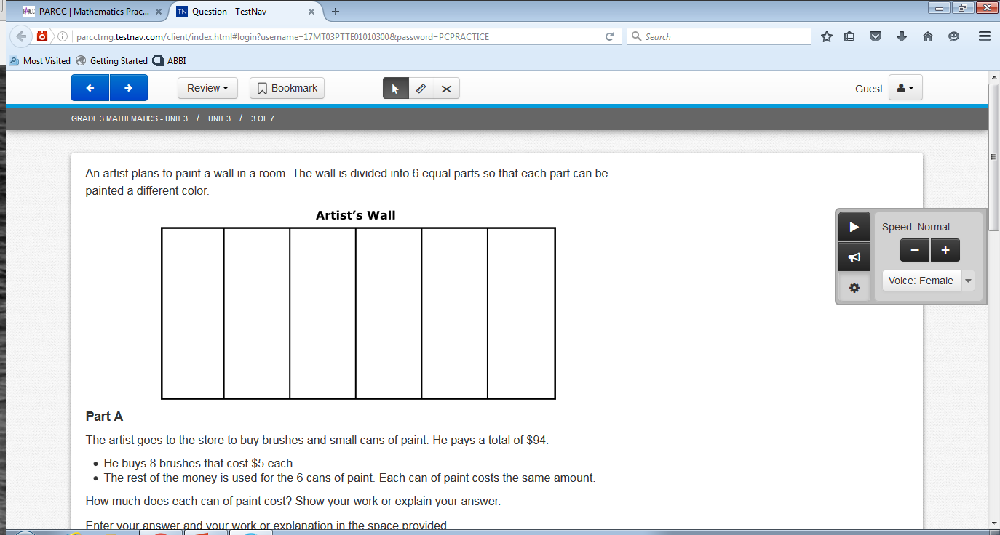 PARCC | Mathematics Prac...
TN Question - TestNav
parcctrng.testnav.com/client/index.html#login?username=17MT03PTTE01010300&password=PCPRACTICE
Search
Most Visited Getting Started ABBI
Review Bookmark
Guest
GRADE 3 MATHEMATICS - UNIT 3 / UNIT 3 / 3 OF 7
An artist plans to paint a wall in a room. The wall is divided into 6 equal parts so that each part can be
painted a different color.
Artist's Wall
Speed: Normal
Voice: Female
Part A
The artist goes to the store to buy brushes and small cans of paint. He pays a total of $94.
• He buys 8 brushes that cost $5 each.
• The rest of the money is used for the 6 cans of paint. Each can of paint costs the same amount.
How much does each can of paint cost? Show your work or explain your answer.
Enter your answer and your work or explanation in the space provided